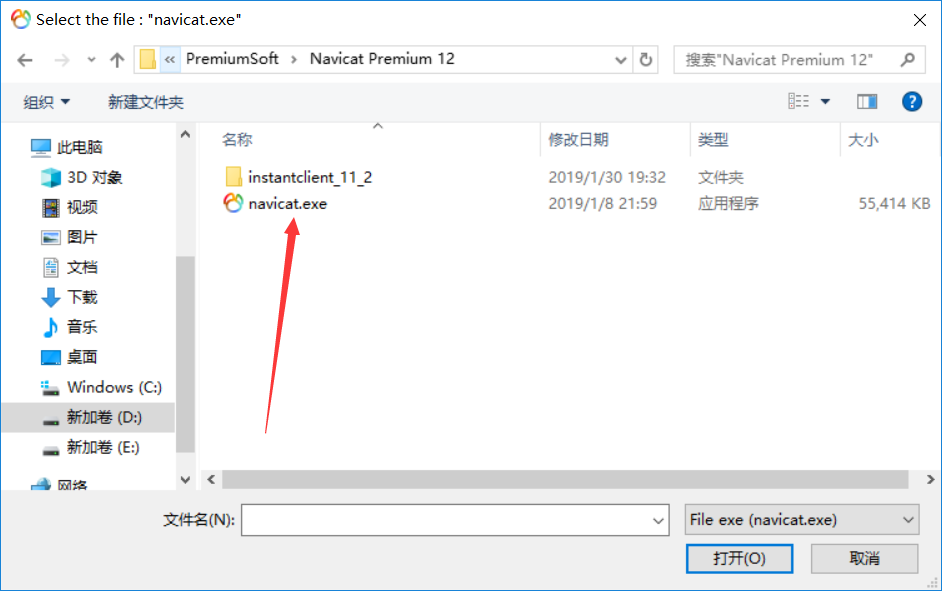 Select the file : "navicat.exe"
« PremiumSoft › Navicat Premium 12
搜索"Navicat Premium 12"
组织 新建文件夹
此电脑
3D 对象
视频
图片
文档
下载
音乐
桌面
Windows (C:)
新加卷 (D:)
新加卷 (E:)
网络
名称 修改日期 类型 大小
instantclient_11_2 2019/1/30 19:32 文件夹
navicat.exe 2019/1/8 21:59 应用程序 55,414 KB
文件名(N): File exe (navicat.exe)
打开(O) 取消